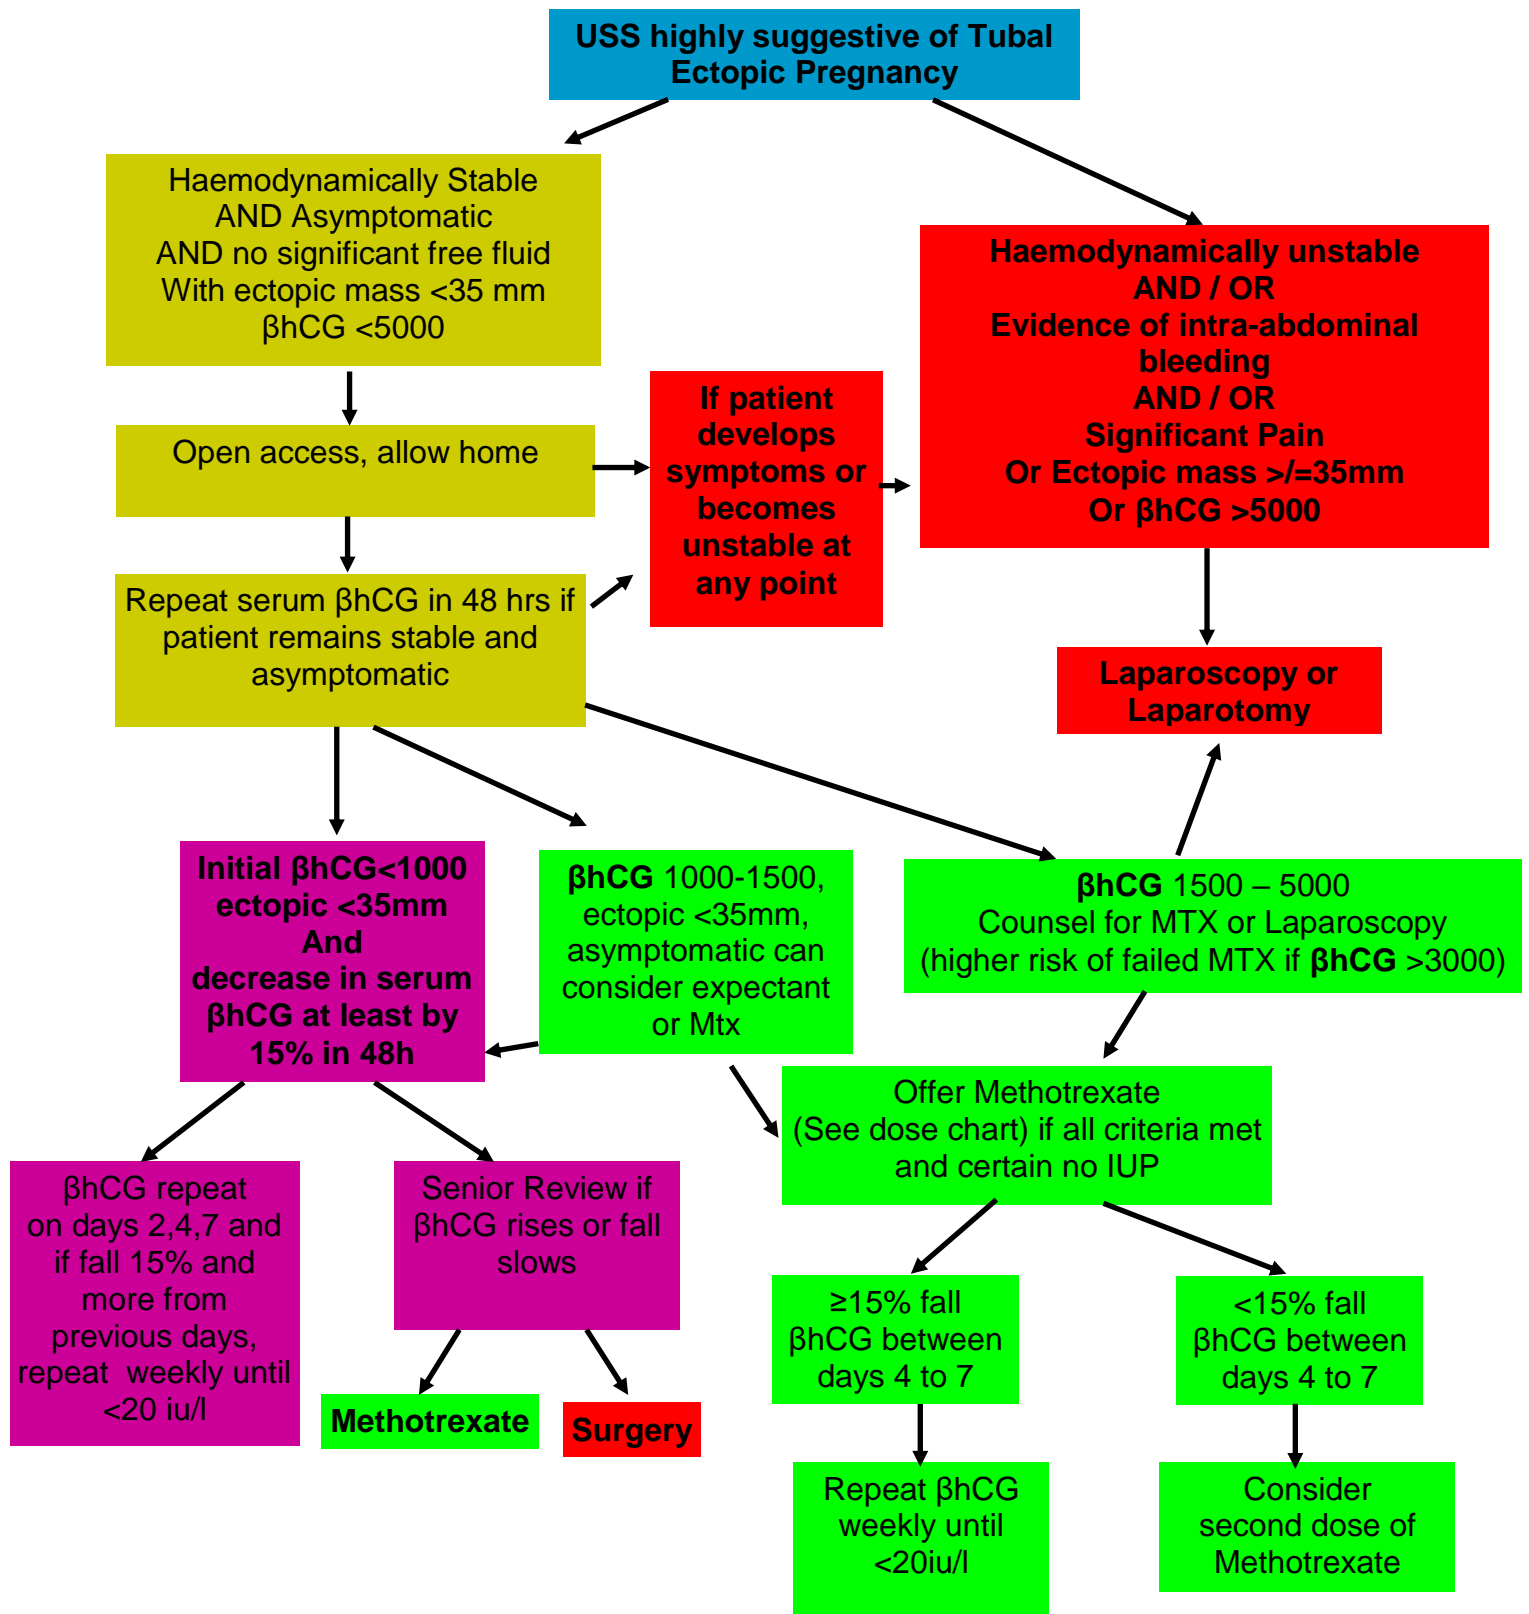 USS highly suggestive of Tubal
Ectopic Pregnancy
Haemodynamically Stable
AND Asymptomatic
AND no significant free fluid
With ectopic mass <35 mm
βhCG <5000
Haemodynamically unstable
AND / OR
Evidence of intra-abdominal
bleeding
AND / OR
Significant Pain
Or Ectopic mass >/=35mm
Or βhCG >5000
Open access, allow home
If patient
develops
symptoms or
becomes
unstable at
any point
Repeat serum βhCG in 48 hrs if
patient remains stable and
asymptomatic
Laparoscopy or
Laparotomy
Initial βhCG<1000
ectopic <35mm
And
decrease in serum
βhCG at least by
15% in 48h
βhCG 1000-1500,
ectopic <35mm,
asymptomatic can
consider expectant
or Mtx
βhCG 1500 – 5000
Counsel for MTX or Laparoscopy
(higher risk of failed MTX if βhCG >3000)
Offer Methotrexate
(See dose chart) if all criteria met
and certain no IUP
βhCG repeat
on days 2,4,7 and
if fall 15% and
more from
previous days,
repeat weekly until
<20 iu/l
Senior Review if
βhCG rises or fall
slows
Methotrexate
Surgery
≥15% fall
βhCG between
days 4 to 7
<15% fall
βhCG between
days 4 to 7
Repeat βhCG
weekly until
<20iu/l
Consider
second dose of
Methotrexate